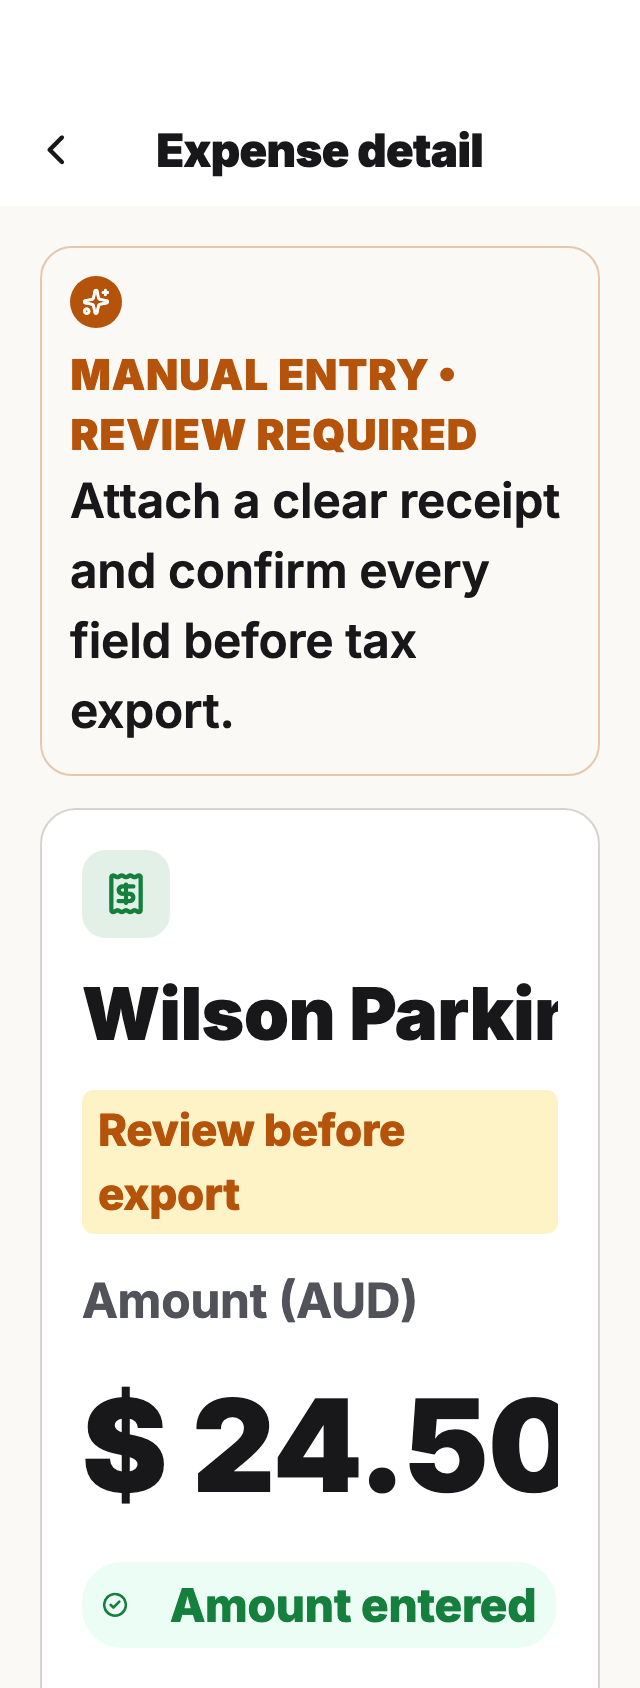 Expense detail
MANUAL ENTRY •
REVIEW REQUIRED
Attach a clear receipt
and confirm every
field before tax
export.
Wilson Parkin
Review before
export
Amount (AUD)
$ 24.50
Amount entered